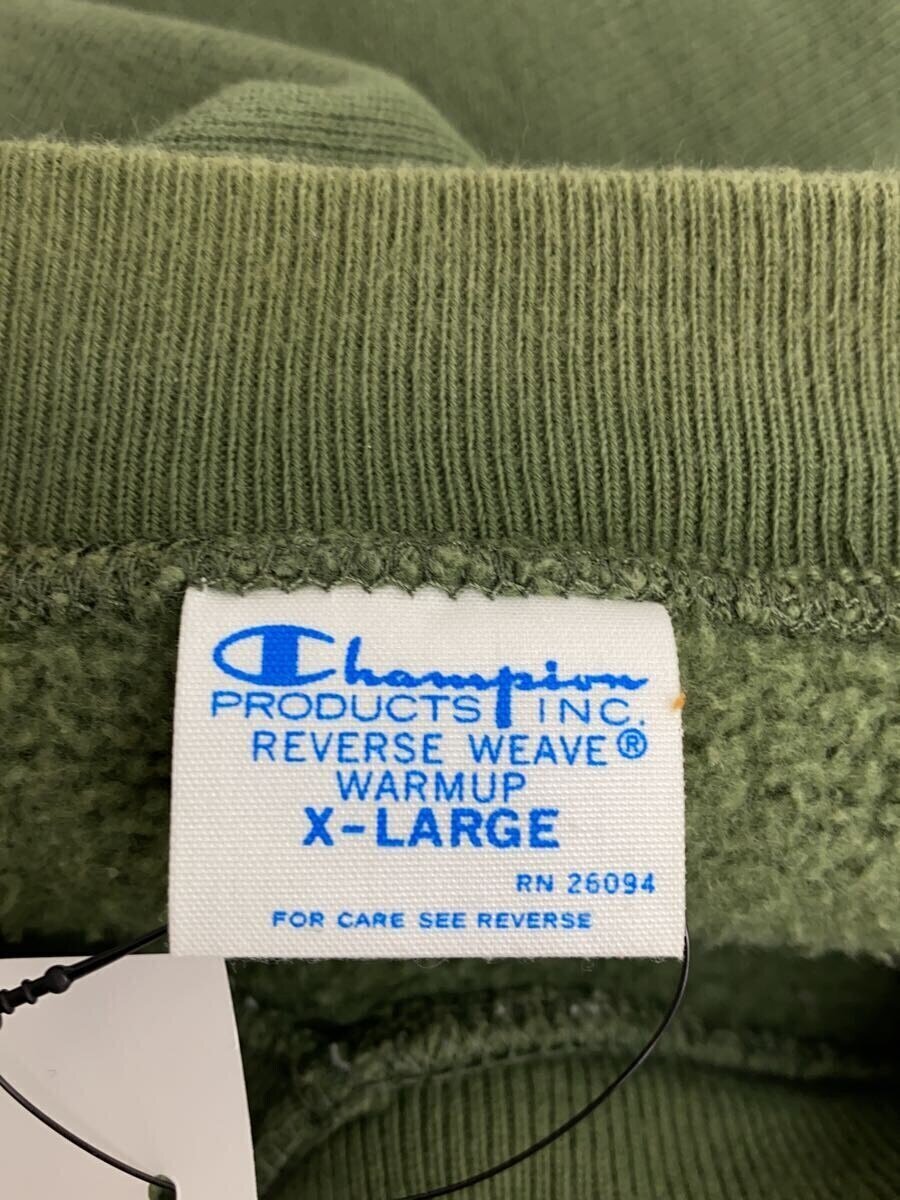 Champion
PRODUCTS INC.
REVERSE WEAVE®
WARMUP
X-LARGE
RN 26094
FOR CARE SEE REVERSE